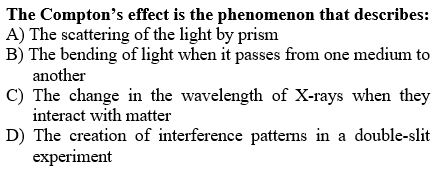 The Compton’s effect is the phenomenon that describes:
A) The scattering of the light by prism
B) The bending of light when it passes from one medium to
another
C) The change in the wavelength of X-rays when they
interact with matter
D) The creation of interference patterns in a double-slit
experiment